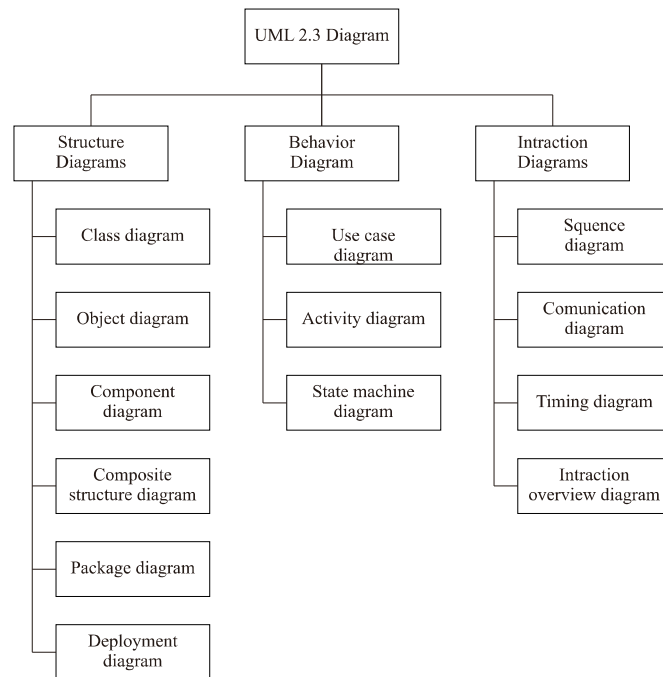 UML 2.3 Diagram
Structure
Diagrams
Behavior
Diagram
Intraction
Diagrams
Class diagram
Object diagram
Component
diagram
Composite
structure diagram
Package diagram
Deployment
diagram
Use case
diagram
Activity diagram
State machine
diagram
Squence
diagram
Comunication
diagram
Timing diagram
Intraction
overview diagram